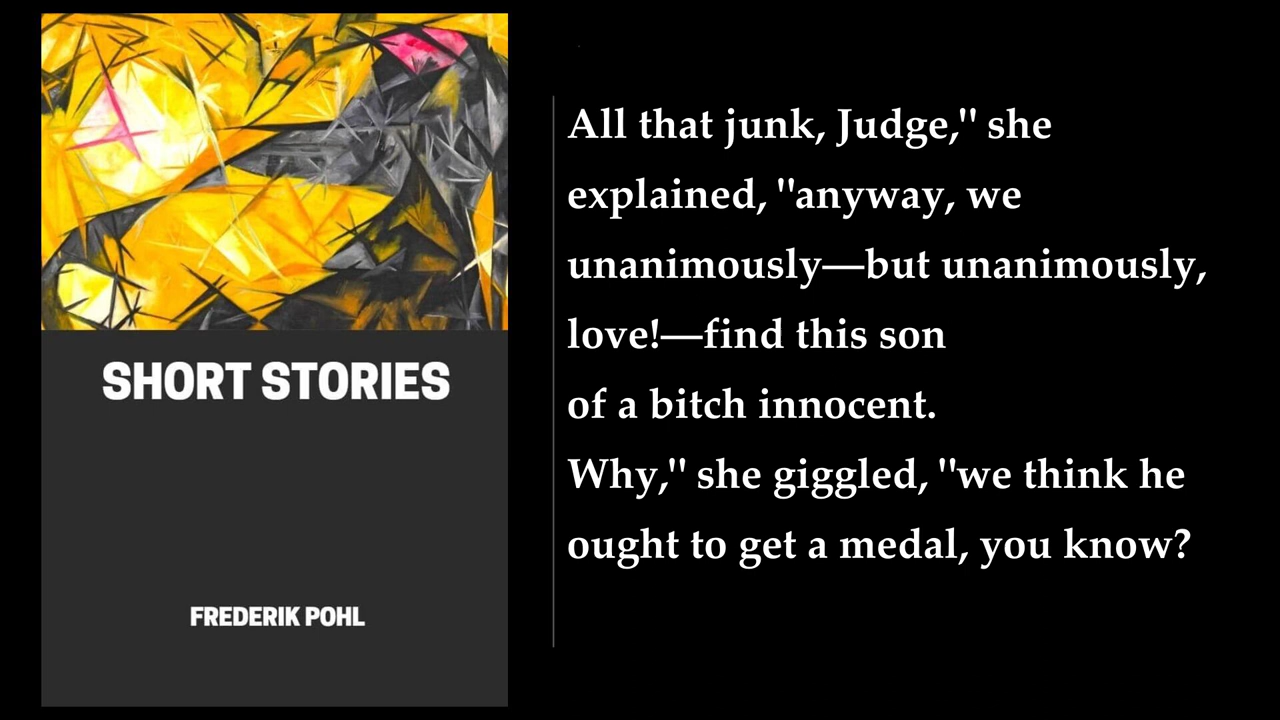 SHORT STORIES
FREDERIK POHL
All that junk, Judge," she
explained, "anyway, we
unanimously—but unanimously,
love!—find this son
of a bitch innocent.
Why," she giggled, "we think he
ought to get a medal, you know?